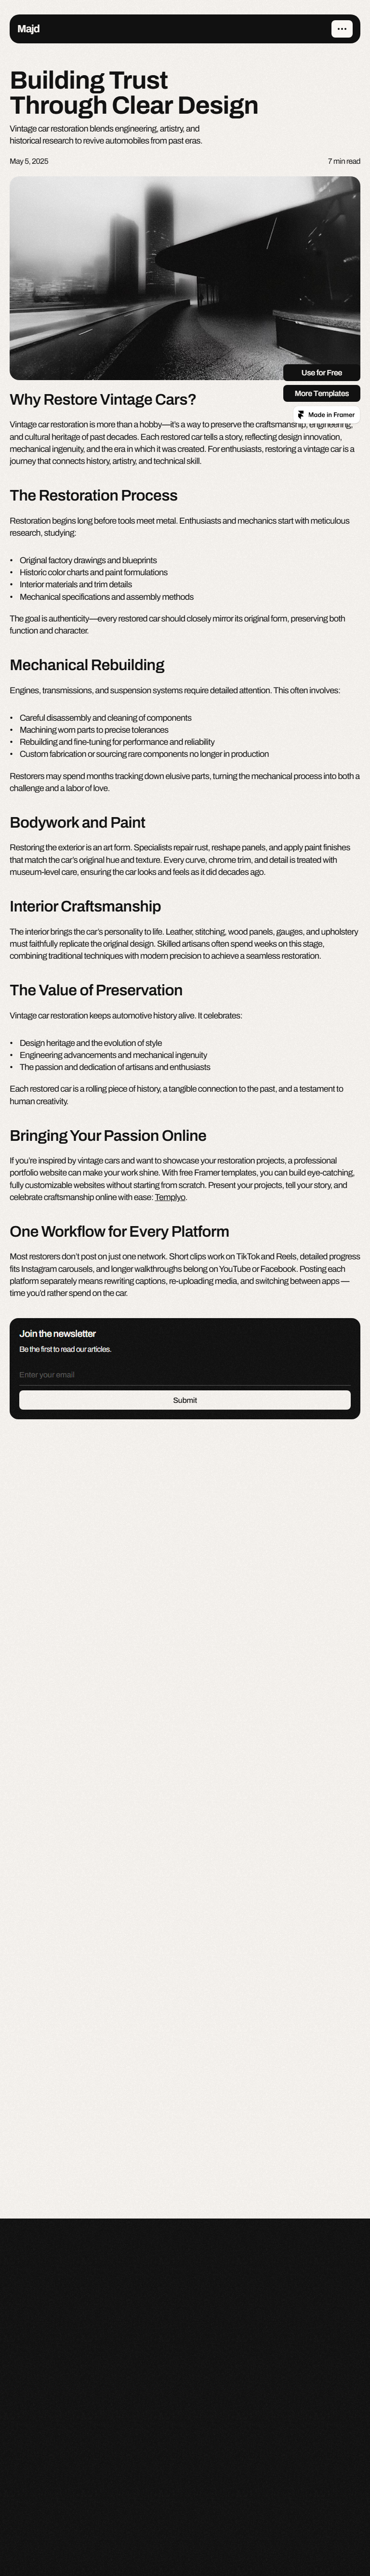 Majd
Building Trust
Through Clear Design
Vintage car restoration blends engineering, artistry, and
historical research to revive automobiles from past eras.
May 5, 2025
7 min read
Use for Free
More Templates
Made in Framer
Why Restore Vintage Cars?
Vintage car restoration is more than a hobby—it's a way to preserve the craftsmanship, engineering,
and cultural heritage of past decades. Each restored car tells a story, reflecting design innovation,
mechanical ingenuity, and the era in which it was created. For enthusiasts, restoring a vintage car is a
journey that connects history, artistry, and technical skill.
The Restoration Process
Restoration begins long before tools meet metal. Enthusiasts and mechanics start with meticulous
research, studying:
• Original factory drawings and blueprints
• Historic color charts and paint formulations
• Interior materials and trim details
• Mechanical specifications and assembly methods
The goal is authenticity—every restored car should closely mirror its original form, preserving both
function and character.
Mechanical Rebuilding
Engines, transmissions, and suspension systems require detailed attention. This often involves:
• Careful disassembly and cleaning of components
• Machining worn parts to precise tolerances
• Rebuilding and fine-tuning for performance and reliability
• Custom fabrication or sourcing rare components no longer in production
Restorers may spend months tracking down elusive parts, turning the mechanical process into both a
challenge and a labor of love.
Bodywork and Paint
Restoring the exterior is an art form. Specialists repair rust, reshape panels, and apply paint finishes
that match the car's original hue and texture. Every curve, chrome trim, and detail is treated with
museum-level care, ensuring the car looks and feels as it did decades ago.
Interior Craftsmanship
The interior brings the car's personality to life. Leather, stitching, wood panels, gauges, and upholstery
must faithfully replicate the original design. Skilled artisans often spend weeks on this stage,
combining traditional techniques with modern precision to achieve a seamless restoration.
The Value of Preservation
Vintage car restoration keeps automotive history alive. It celebrates:
• Design heritage and the evolution of style
• Engineering advancements and mechanical ingenuity
• The passion and dedication of artisans and enthusiasts
Each restored car is a rolling piece of history, a tangible connection to the past, and a testament to
human creativity.
Bringing Your Passion Online
If you're inspired by vintage cars and want to showcase your restoration projects, a professional
portfolio website can make your work shine. With free Framer templates, you can build eye-catching,
fully customizable websites without starting from scratch. Present your projects, tell your story, and
celebrate craftsmanship online with ease: Templyo.
One Workflow for Every Platform
Most restorers don't post on just one network. Short clips work on TikTok and Reels, detailed progress
fits Instagram carousels, and longer walkthroughs belong on YouTube or Facebook. Posting each
platform separately means rewriting captions, re-uploading media, and switching between apps —
time you'd rather spend on the car.
Join the newsletter
Be the first to read our articles.
Enter your email
Submit